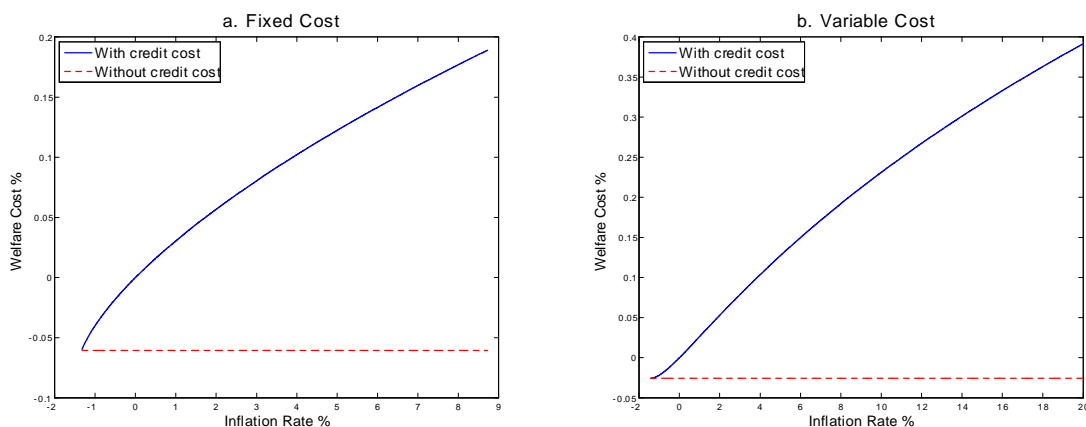 a. Fixed Cost
With credit cost
Without credit cost
Welfare Cost %
0.2
0.15
0.1
0.05
0
-0.05
-0.1
-2 -1 0 1 2 3 4 5 6 7 8 9
Inflation Rate %
b. Variable Cost
With credit cost
Without credit cost
Welfare Cost %
0.4
0.35
0.3
0.25
0.2
0.15
0.1
0.05
0
-0.05
-2 0 2 4 6 8 10 12 14 16 18 20
Inflation Rate %